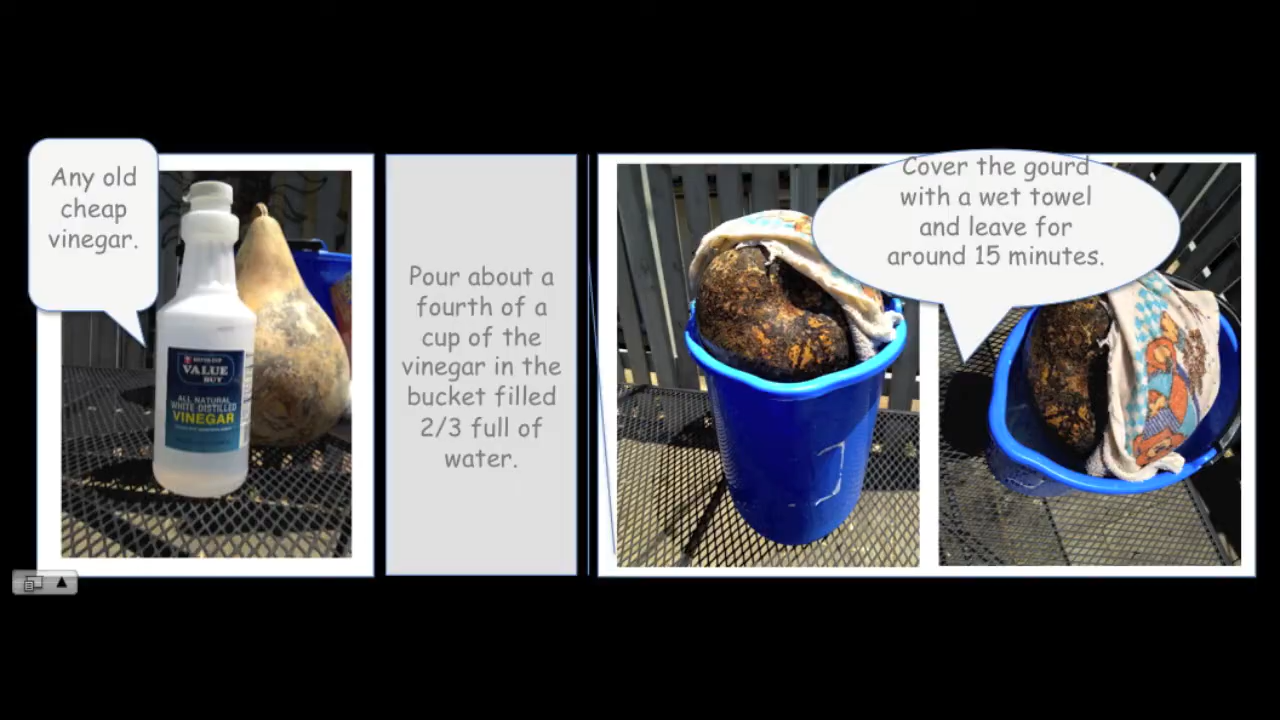 Any old
cheap
vinegar.
VALUE
BUY
ALL NATURAL
WHITE DISTILLED
VINEGAR
Pour about a
fourth of a
cup of the
vinegar in the
bucket filled
2/3 full of
water.
Cover the gourd
with a wet towel
and leave for
around 15 minutes.